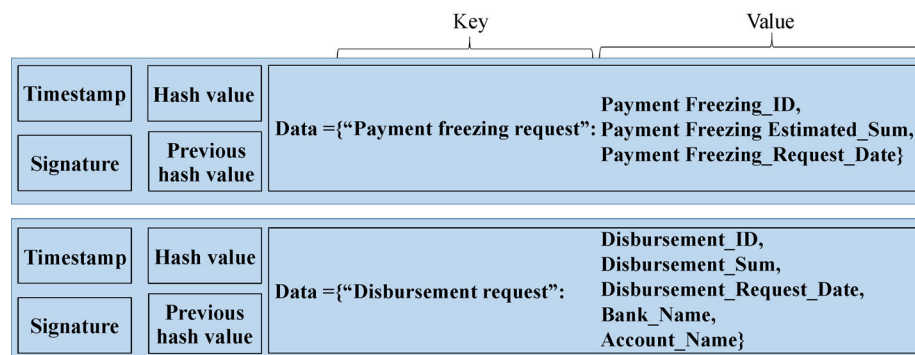 Key
Value
Timestamp
Hash value
Signature
Previous
hash value
Data ={“Payment freezing request”:
Payment Freezing_ID,
Payment Freezing Estimated_Sum,
Payment Freezing_Request_Date}
Timestamp
Hash value
Signature
Previous
hash value
Data ={“Disbursement request”:
Disbursement_ID,
Disbursement_Sum,
Disbursement_Request_Date,
Bank_Name,
Account_Name}